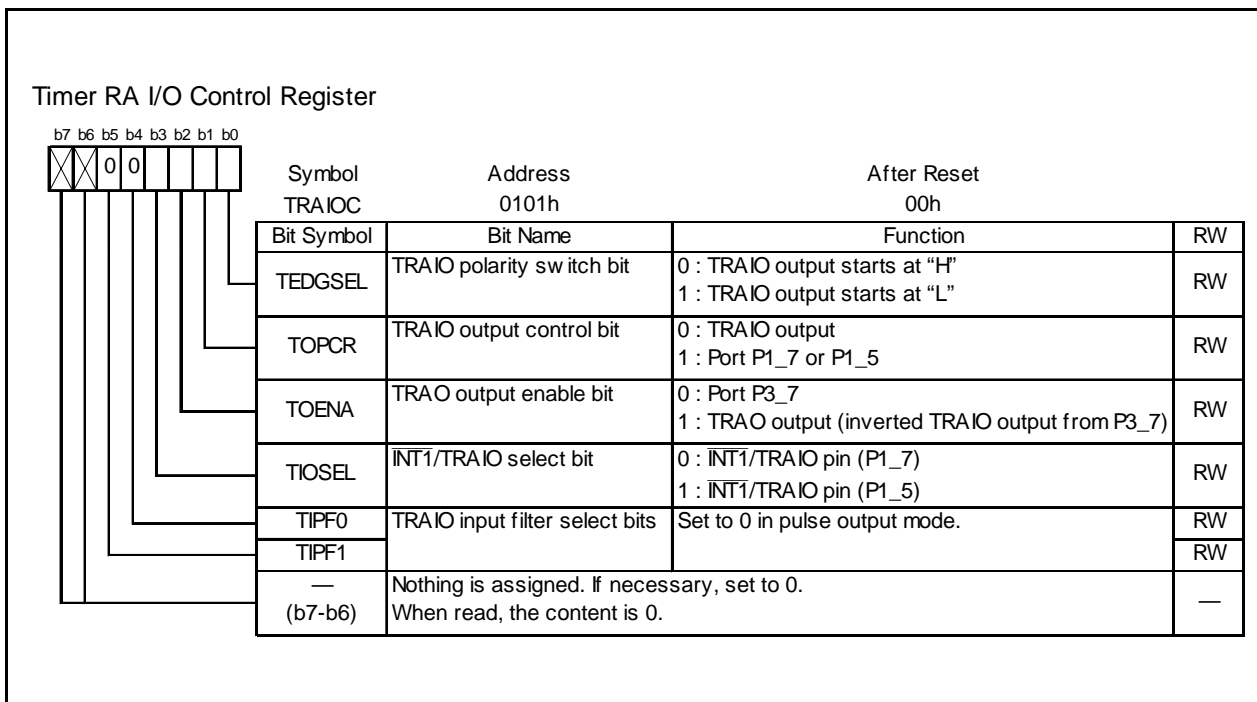 Timer RA I/O Control Register
b7 b6 b5 b4 b3 b2 b1 b0
0 0
Symbol Address After Reset
TRAIOC 0101h 00h
Bit Symbol Bit Name Function RW
TEDGSEL TRAIO polarity switch bit 0 : TRAIO output starts at “H” RW
1 : TRAIO output starts at “L”
TOPCR TRAIO output control bit 0 : TRAIO output RW
1 : Port P1_7 or P1_5
TOENA TRAO output enable bit 0 : Port P3_7 RW
1 : TRAO output (inverted TRAIO output from P3_7)
TIOSEL I̅N̅T̅1̅/TRAIO select bit 0 : I̅N̅T̅1̅/TRAIO pin (P1_7) RW
1 : I̅N̅T̅1̅/TRAIO pin (P1_5)
TIPF0 TRAIO input filter select bits Set to 0 in pulse output mode. RW
TIPF1 RW
— Nothing is assigned. If necessary, set to 0. —
(b7-b6) When read, the content is 0.